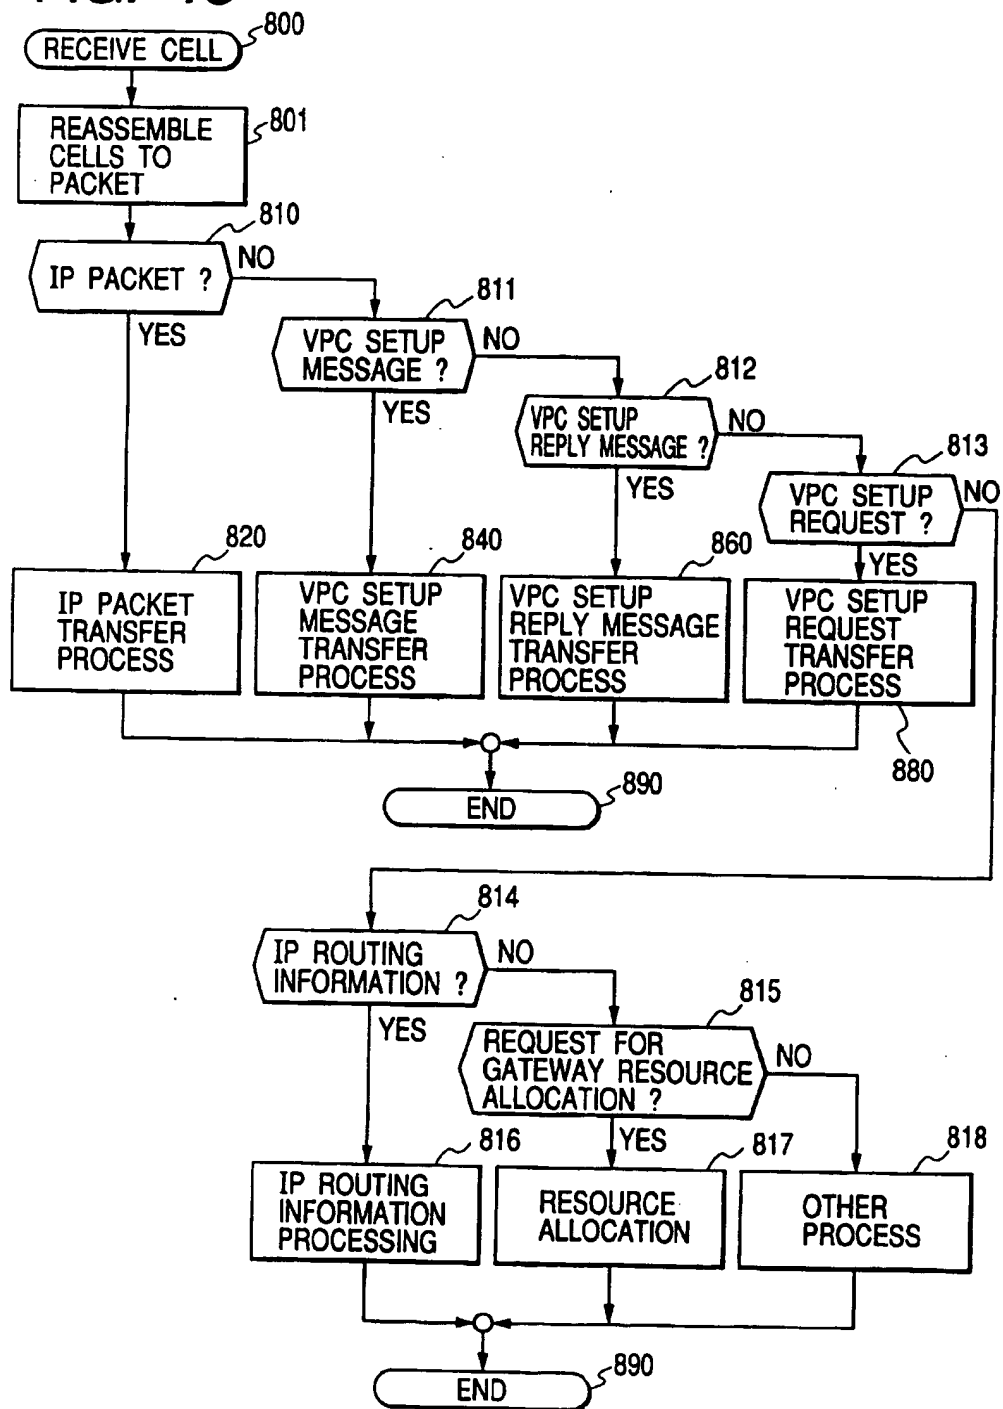 800
RECEIVE CELL
801
REASSEMBLE
CELLS TO
PACKET
810
IP PACKET ?
NO
YES
811
VPC SETUP
MESSAGE ?
NO
YES
812
VPC SETUP
REPLY MESSAGE ?
NO
YES
813
VPC SETUP
REQUEST ?
NO
YES
820
IP PACKET
TRANSFER
PROCESS
840
VPC SETUP
MESSAGE
TRANSFER
PROCESS
860
VPC SETUP
REPLY MESSAGE
TRANSFER
PROCESS
VPC SETUP
REQUEST
TRANSFER
PROCESS
880
890
END
814
IP ROUTING
INFORMATION ?
NO
YES
815
REQUEST FOR
GATEWAY RESOURCE
ALLOCATION ?
NO
YES
816
IP ROUTING
INFORMATION
PROCESSING
817
RESOURCE
ALLOCATION
818
OTHER
PROCESS
890
END